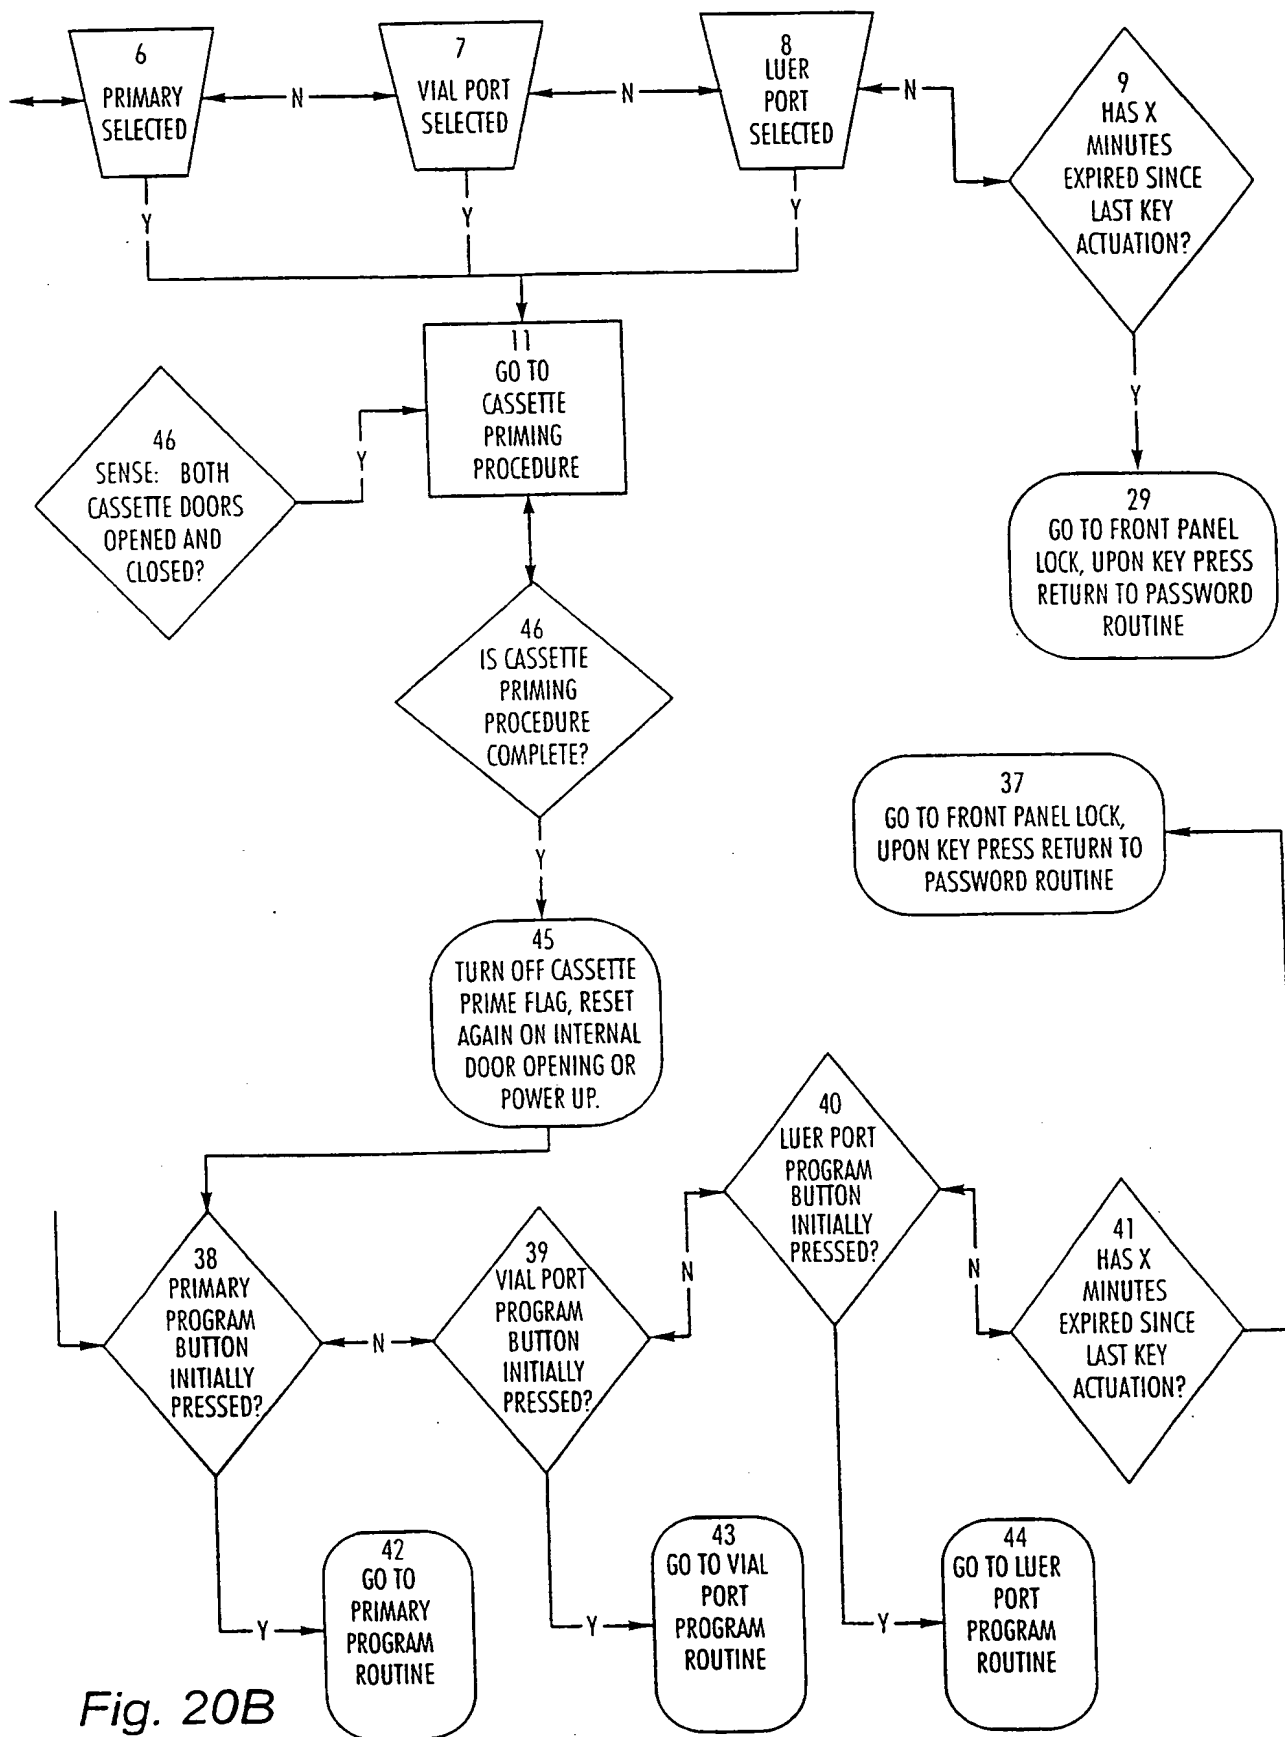 6
PRIMARY
SELECTED
N
7
VIAL PORT
SELECTED
N
8
LUER
PORT
SELECTED
N
9
HAS X
MINUTES
EXPIRED SINCE
LAST KEY
ACTUATION?
Y
Y
Y
Y
11
GO TO
CASSETTE
PRIMING
PROCEDURE
46
SENSE: BOTH
CASSETTE DOORS
OPENED AND
CLOSED?
Y
29
GO TO FRONT PANEL
LOCK, UPON KEY PRESS
RETURN TO PASSWORD
ROUTINE
46
IS CASSETTE
PRIMING
PROCEDURE
COMPLETE?
Y
37
GO TO FRONT PANEL LOCK,
UPON KEY PRESS RETURN TO
PASSWORD ROUTINE
45
TURN OFF CASSETTE
PRIME FLAG, RESET
AGAIN ON INTERNAL
DOOR OPENING OR
POWER UP.
38
PRIMARY
PROGRAM
BUTTON
INITIALLY
PRESSED?
N
39
VIAL PORT
PROGRAM
BUTTON
INITIALLY
PRESSED?
N
40
LUER PORT
PROGRAM
BUTTON
INITIALLY
PRESSED?
N
41
HAS X
MINUTES
EXPIRED SINCE
LAST KEY
ACTUATION?
Y
42
GO TO
PRIMARY
PROGRAM
ROUTINE
Y
43
GO TO VIAL
PORT
PROGRAM
ROUTINE
Y
44
GO TO LUER
PORT
PROGRAM
ROUTINE
Fig. 20B